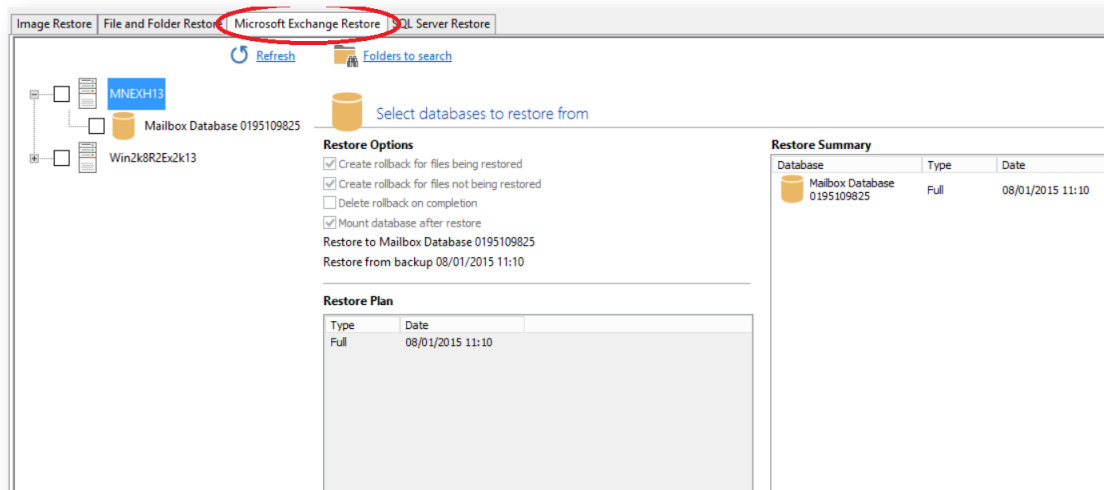 Image Restore File and Folder Restore Microsoft Exchange Restore SQL Server Restore
Refresh Folders to search
MNEXH13
Mailbox Database 0195109825
Win2k8R2Ex2k13
Select databases to restore from
Restore Options
Create rollback for files being restored
Create rollback for files not being restored
Delete rollback on completion
Mount database after restore
Restore to Mailbox Database 0195109825
Restore from backup 08/01/2015 11:10
Restore Plan
Type Date
Full 08/01/2015 11:10
Restore Summary
Database Type Date
Mailbox Database
0195109825 Full 08/01/2015 11:10